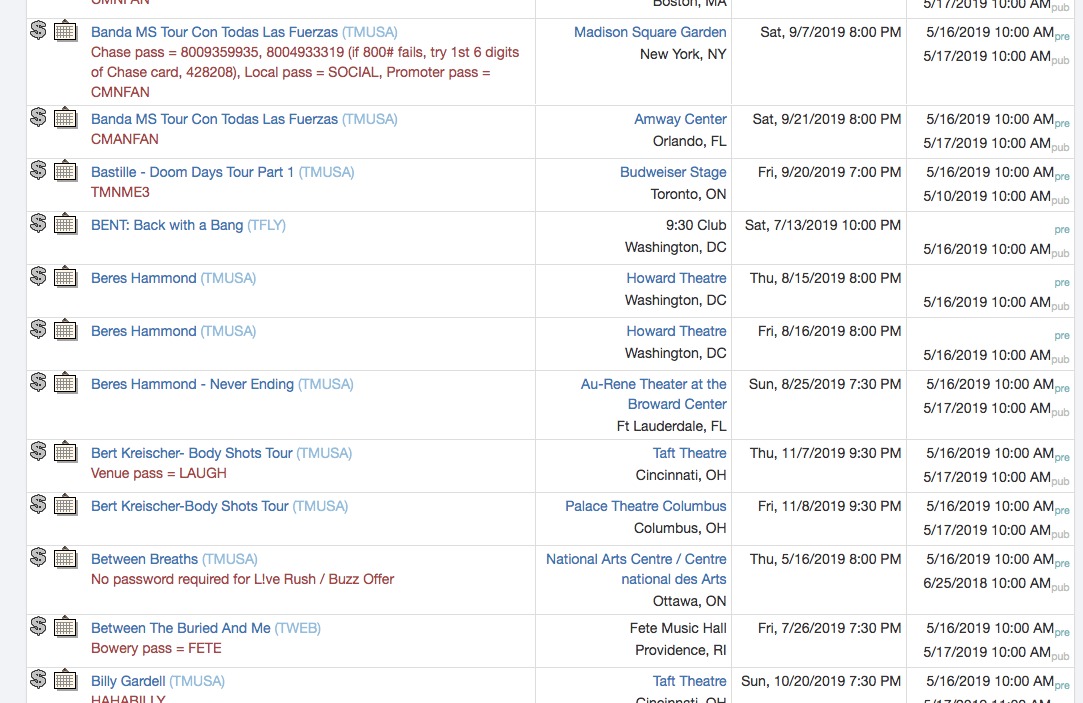 CMNFAN
Boston, MA
5/17/2019 10:00 AMpub
Banda MS Tour Con Todas Las Fuerzas (TMUSA)
Chase pass = 8009359935, 8004933319 (if 800# fails, try 1st 6 digits
of Chase card, 428208), Local pass = SOCIAL, Promoter pass =
CMNFAN
Madison Square Garden
New York, NY
Sat, 9/7/2019 8:00 PM
5/16/2019 10:00 AMpre
5/17/2019 10:00 AMpub
Banda MS Tour Con Todas Las Fuerzas (TMUSA)
CMANFAN
Amway Center
Orlando, FL
Sat, 9/21/2019 8:00 PM
5/16/2019 10:00 AMpre
5/17/2019 10:00 AMpub
Bastille - Doom Days Tour Part 1 (TMUSA)
TMNME3
Budweiser Stage
Toronto, ON
Fri, 9/20/2019 7:00 PM
5/16/2019 10:00 AMpre
5/10/2019 10:00 AMpub
BENT: Back with a Bang (TFLY)
9:30 Club
Washington, DC
Sat, 7/13/2019 10:00 PM
pre
5/16/2019 10:00 AMpub
Beres Hammond (TMUSA)
Howard Theatre
Washington, DC
Thu, 8/15/2019 8:00 PM
pre
5/16/2019 10:00 AMpub
Beres Hammond (TMUSA)
Howard Theatre
Washington, DC
Fri, 8/16/2019 8:00 PM
pre
5/16/2019 10:00 AMpub
Beres Hammond - Never Ending (TMUSA)
Au-Rene Theater at the
Broward Center
Ft Lauderdale, FL
Sun, 8/25/2019 7:30 PM
5/16/2019 10:00 AMpre
5/17/2019 10:00 AMpub
Bert Kreischer- Body Shots Tour (TMUSA)
Venue pass = LAUGH
Taft Theatre
Cincinnati, OH
Thu, 11/7/2019 9:30 PM
5/16/2019 10:00 AMpre
5/17/2019 10:00 AMpub
Bert Kreischer-Body Shots Tour (TMUSA)
Palace Theatre Columbus
Columbus, OH
Fri, 11/8/2019 9:30 PM
5/16/2019 10:00 AMpre
5/17/2019 10:00 AMpub
Between Breaths (TMUSA)
No password required for L!ve Rush / Buzz Offer
National Arts Centre / Centre
national des Arts
Ottawa, ON
Thu, 5/16/2019 8:00 PM
5/16/2019 10:00 AMpre
6/25/2018 10:00 AMpub
Between The Buried And Me (TWEB)
Bowery pass = FETE
Fete Music Hall
Providence, RI
Fri, 7/26/2019 7:30 PM
5/16/2019 10:00 AMpre
5/17/2019 10:00 AMpub
Billy Gardell (TMUSA)
HAHABILLY
Taft Theatre
Cincinnati, OH
Sun, 10/20/2019 7:30 PM
5/16/2019 10:00 AMpre
5/17/2019 11:00 AM